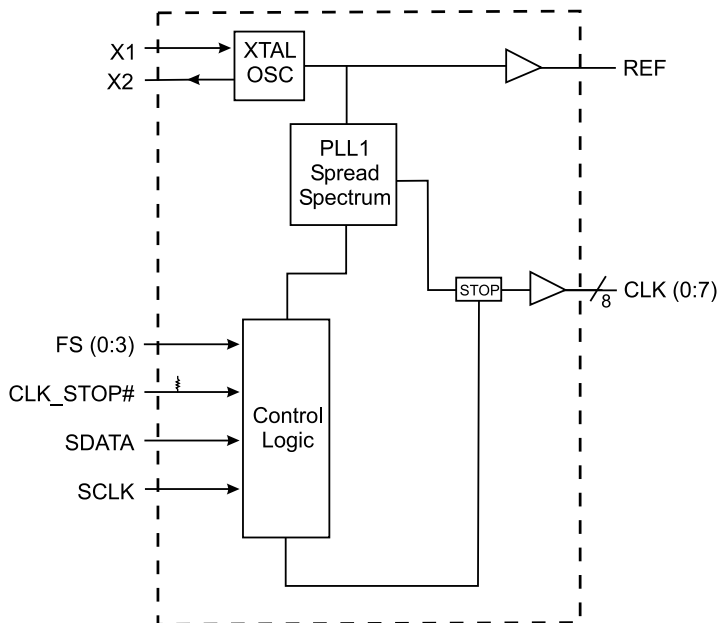 X1
X2
XTAL
OSC
REF
PLL1
Spread
Spectrum
STOP
CLK (0:7)
8
FS (0:3)
CLK_STOP#
SDATA
SCLK
Control
Logic